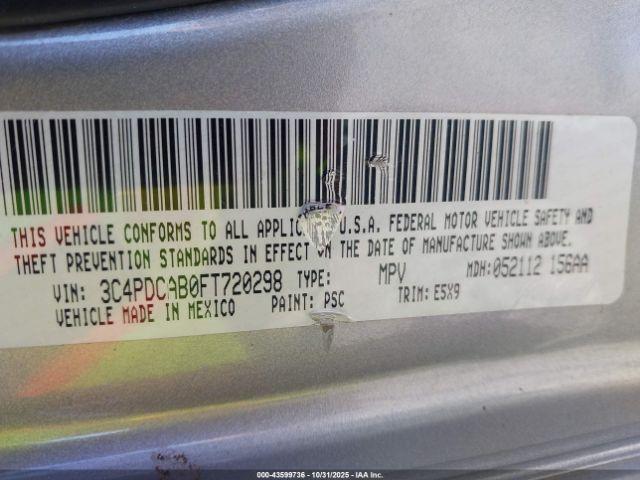 THIS VEHICLE CONFORMS TO ALL APPLIC U.S.A. FEDERAL MOTOR VEHICLE SAFETY AND
THEFT PREVENTION STANDARDS IN EFFECT ON THE DATE OF MANUFACTURE SHOWN ABOVE.
VIN: 3C4PDCAB0FT720298 TYPE: MPV MDH: 052112 156AA
VEHICLE MADE IN MEXICO PAINT: PSC TRIM: E5X9
000-43599736 - 10/31/2025 - IAA Inc.